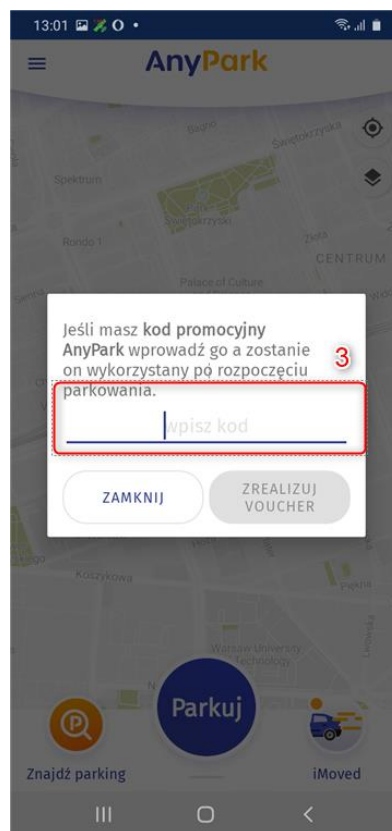 13:01
AnyPark
Bagno
Świętokrzyska
Spektrum
Świętokrzyski
Rondo 1
Złota
CENTRUM
Palace of Culture
Jeśli masz kod promocyjny
AnyPark wprowadź go a zostanie
on wykorzystany po rozpoczęciu
parkowania.
3
wpisz kod
ZAMKNIJ
ZREALIZUJ
VOUCHER
Koszykowa
Piękna
Lwowska
Warsaw University
of Technology
Parkuj
Znajdź parking
iMoved